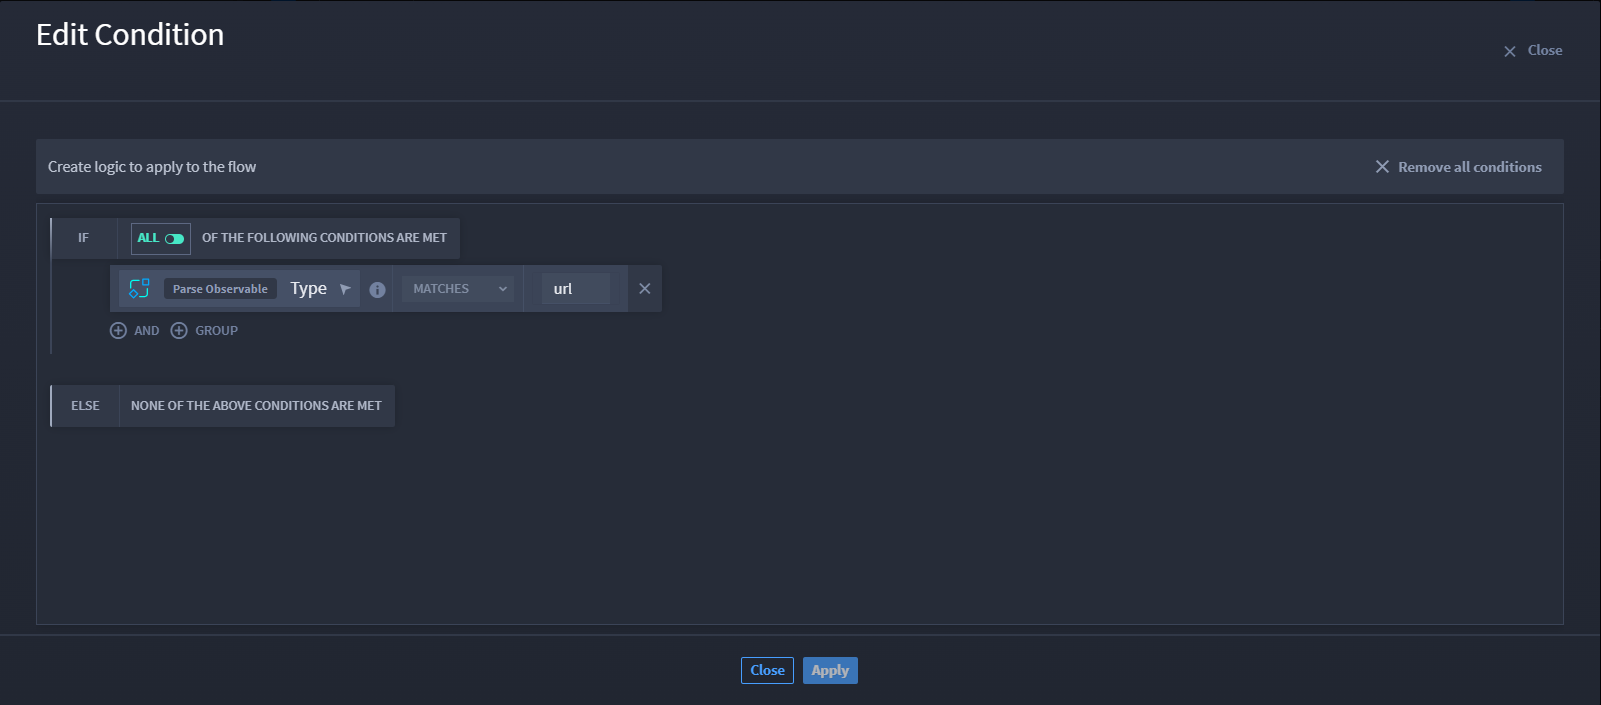 Edit Condition
Close
Create logic to apply to the flow
Remove all conditions
IF ALL OF THE FOLLOWING CONDITIONS ARE MET
Parse Observable Type MATCHES url
AND GROUP
ELSE NONE OF THE ABOVE CONDITIONS ARE MET
Close Apply